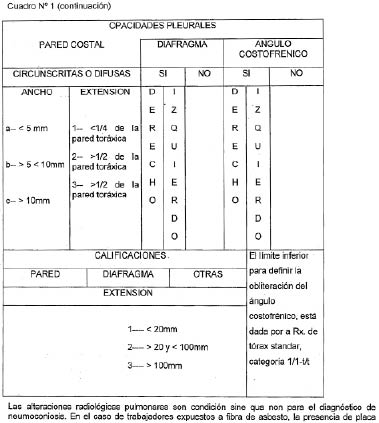 Cuadro Nº 1 (continuación)
OPACIDADES PLEURALES
PARED COSTAL
DIAFRAGMA
ANGULO
COSTOFRENICO
CIRCUNSCRITAS O DIFUSAS
SI
NO
SI
NO
ANCHO
EXTENSION
DERECHO
IZQUIERDO
DERECHO
IZQUIERDO
a-- < 5 mm
1--- <1/4 de la
pared toráxica
b-- > 5 < 10mm
2--- >1/2 de la
pared toráxica
c-- > 10mm
3--- >1/2 de la
pared toráxica
CALIFICACIONES
PARED
DIAFRAGMA
OTRAS
EXTENSION
1---- < 20mm
2---- > 20 y < 100mm
3---- > 100mm
El límite inferior
para definir la
obliteración del
ángulo
costofrénico, está
dada por a Rx. de
tórax standar,
categoría 1/1-t/t
Las alteraciones radiológicas pulmonares son condición sine que non para el diagnóstico de
neumoconiosis. En el caso de trabajadores expuestos a fibra de asbesto, la presencia de placa